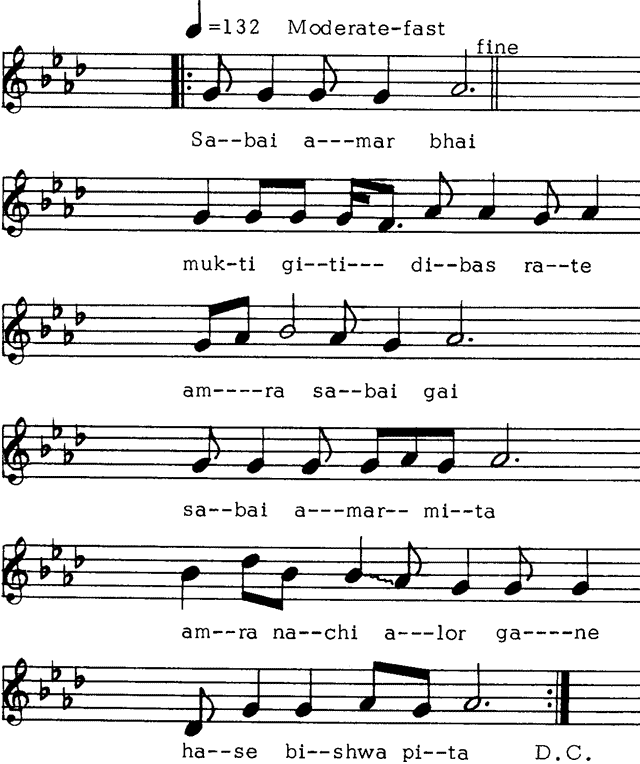 =132 Moderate-fast
fine
Sa--bai a---mar bhai
muk-ti gi--ti--- di--bas ra--te
am----ra sa--bai gai
sa--bai a---mar-- mi--ta
am--ra na--chi a---lor ga----ne
ha--se bi--shwa pi--ta D.C.